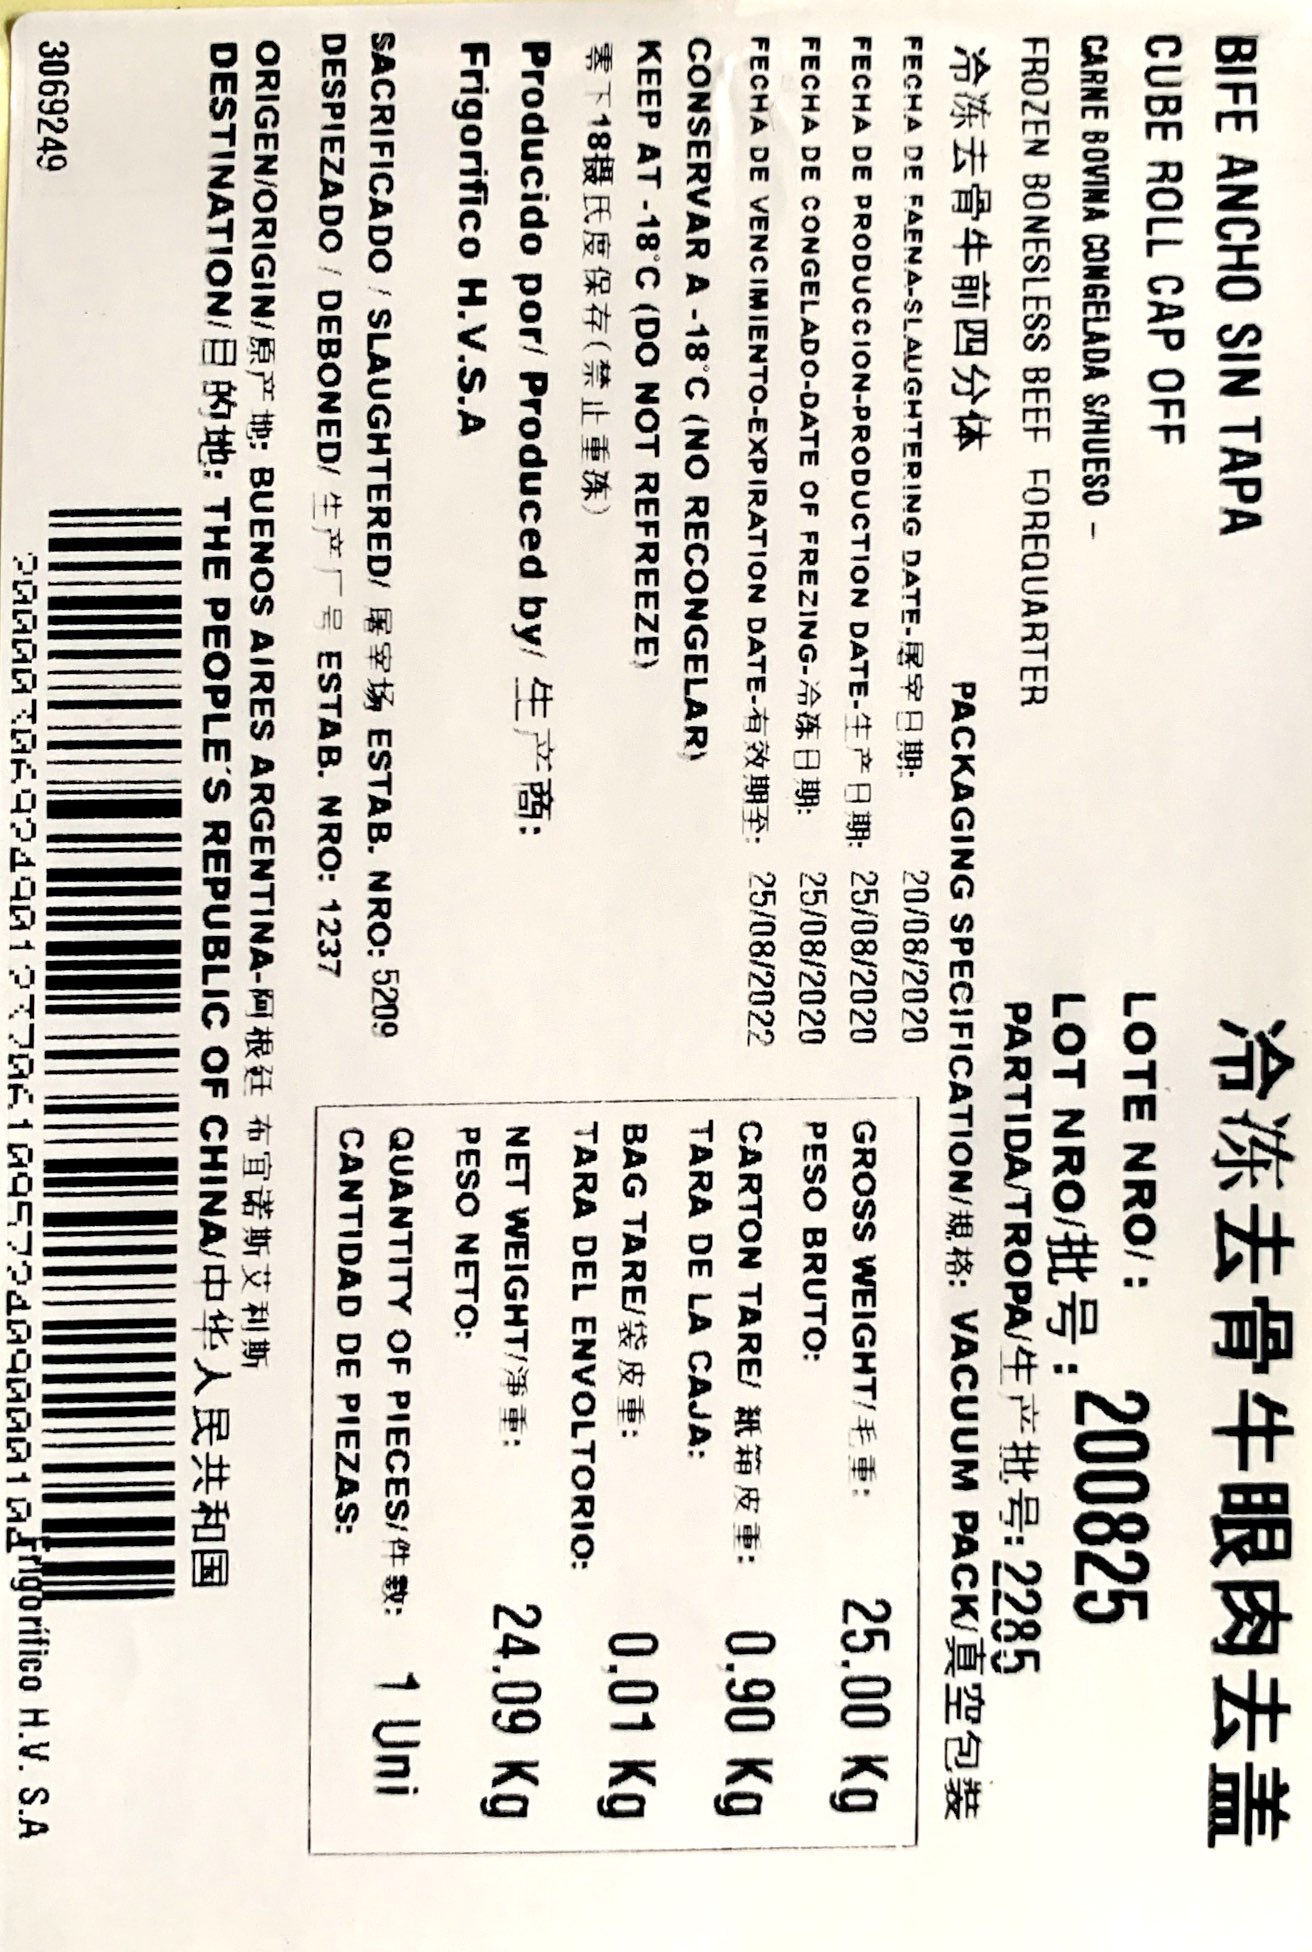 BIFE ANCHO SIN TAPA
冷冻去骨牛眼肉去盖
CUBE ROLL CAP OFF
LOTE NRO/:
CARNE BOVINA CONGELADA S/HUESO -
LOT NRO/批号: 200825
FROZEN BONESLESS BEEF FOREQUARTER
PARTIDA/TROPA/生产批号: 2285
冷冻去骨牛前四分体
PACKAGING SPECIFICATION/規格: VACUUM PACK/真空包裝
FECHA DE FAENA-SLAUGHTERING DATE-屠宰日期: 20/08/2020
FECHA DE PRODUCCION-PRODUCTION DATE-生产日期: 25/08/2020
FECHA DE CONGELADO-DATE OF FREZING-冷冻日期: 25/08/2020
FECHA DE VENCIMIENTO-EXPIRATION DATE-有效期至: 25/08/2022
CONSERVAR A -18°C (NO RECONGELAR)
KEEP AT -18°C (DO NOT REFREEZE)
零下18摄氏度保存(禁止重冻)
Producido por/ Produced by/ 生产商:
Frigorifico H.V.S.A
SACRIFICADO / SLAUGHTERED/ 屠宰场 ESTAB. NRO: 5209
DESPIEZADO / DEBONED/ 生产厂号 ESTAB. NRO: 1237
GROSS WEIGHT/毛重: 25,00 Kg
PESO BRUTO:
CARTON TARE/ 紙箱皮重: 0,90 Kg
TARA DE LA CAJA:
BAG TARE/袋皮重: 0,01 Kg
TARA DEL ENVOLTORIO:
NET WEIGHT/淨重: 24,09 Kg
PESO NETO:
QUANTITY OF PIECES/件數: 1 Uni
CANTIDAD DE PIEZAS:
ORIGEN/ORIGIN/原产地: BUENOS AIRES ARGENTINA-阿根廷 布宜诺斯艾利斯
DESTINATION/目的地: THE PEOPLE´S REPUBLIC OF CHINA/中华人民共和国
3069249
Frigorífico H.V. S.A